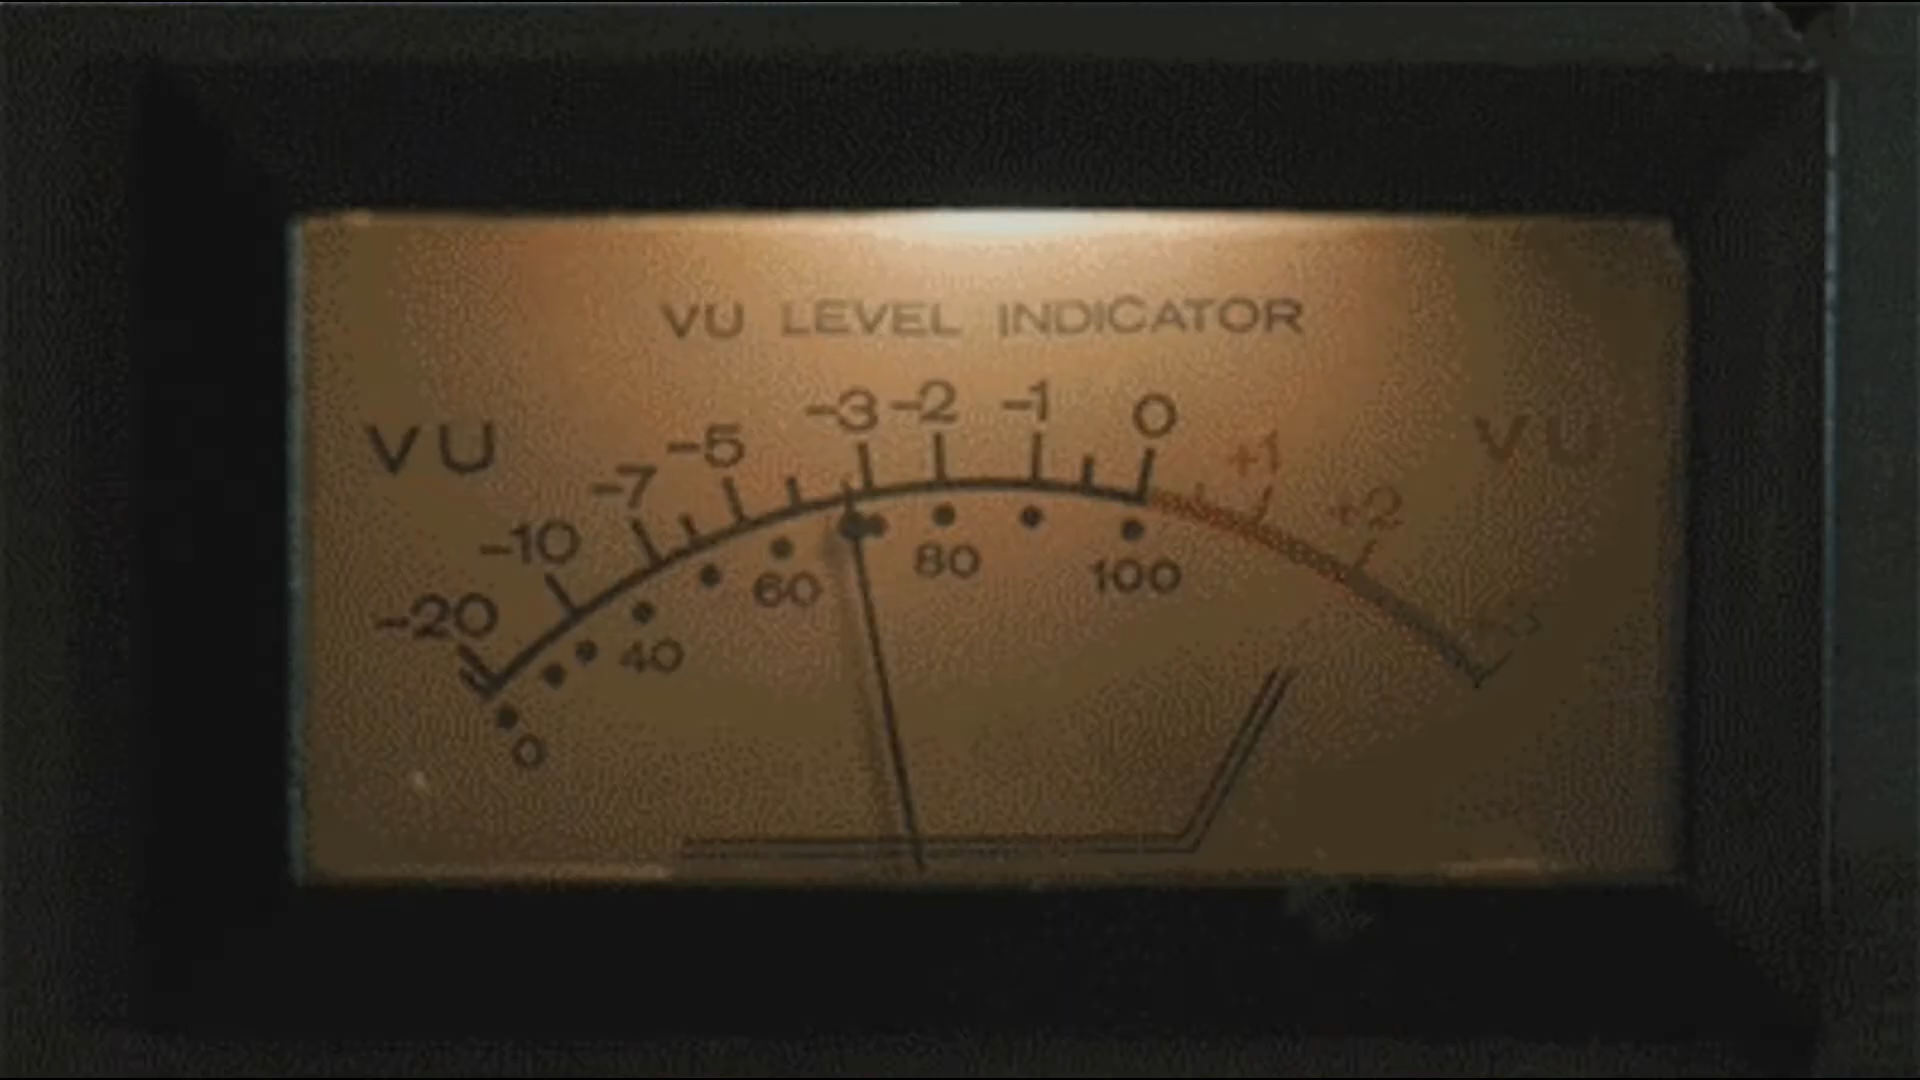 VU LEVEL INDICATOR
VU VU
-20 -10 -7 -5 -3 -2 -1 0 +1 +2
0 40 60 80 100